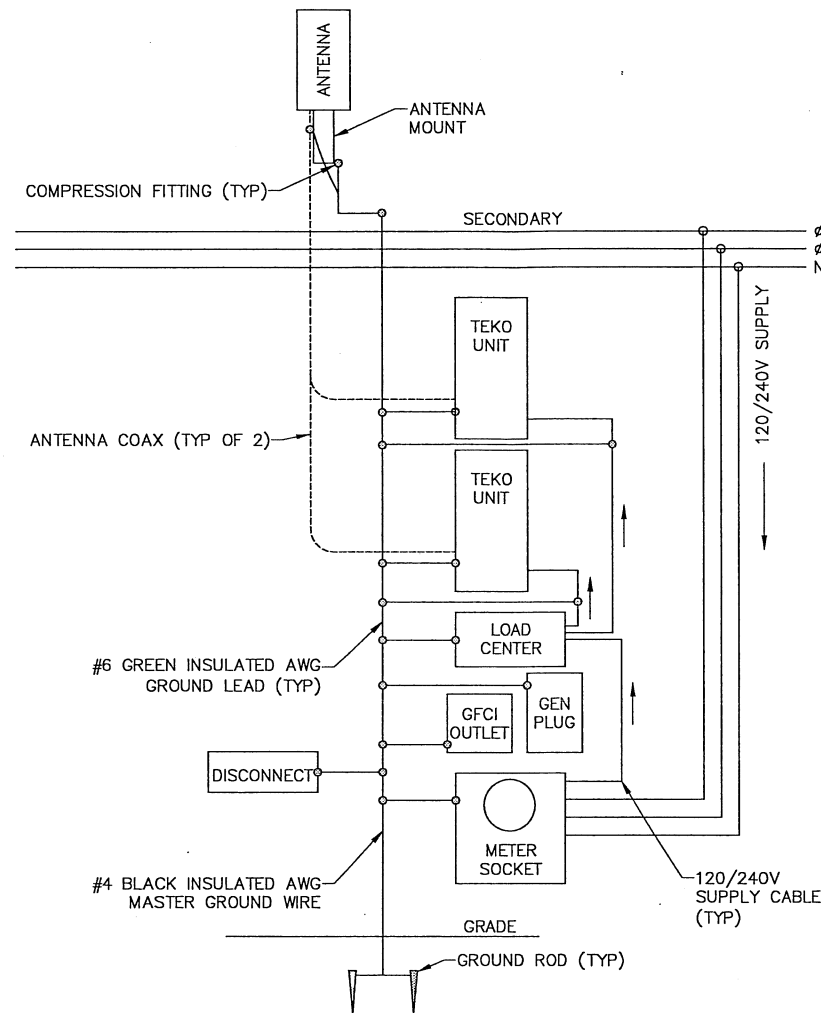 ANTENNA
ANTENNA
MOUNT
COMPRESSION FITTING (TYP)
SECONDARY
N
TEKO
UNIT
120/240V SUPPLY
ANTENNA COAX (TYP OF 2)
TEKO
UNIT
LOAD
CENTER
#6 GREEN INSULATED AWG
GROUND LEAD (TYP)
GFCI
OUTLET
GEN
PLUG
DISCONNECT
METER
SOCKET
#4 BLACK INSULATED AWG
MASTER GROUND WIRE
120/240V
SUPPLY CABLE
(TYP)
GRADE
GROUND ROD (TYP)